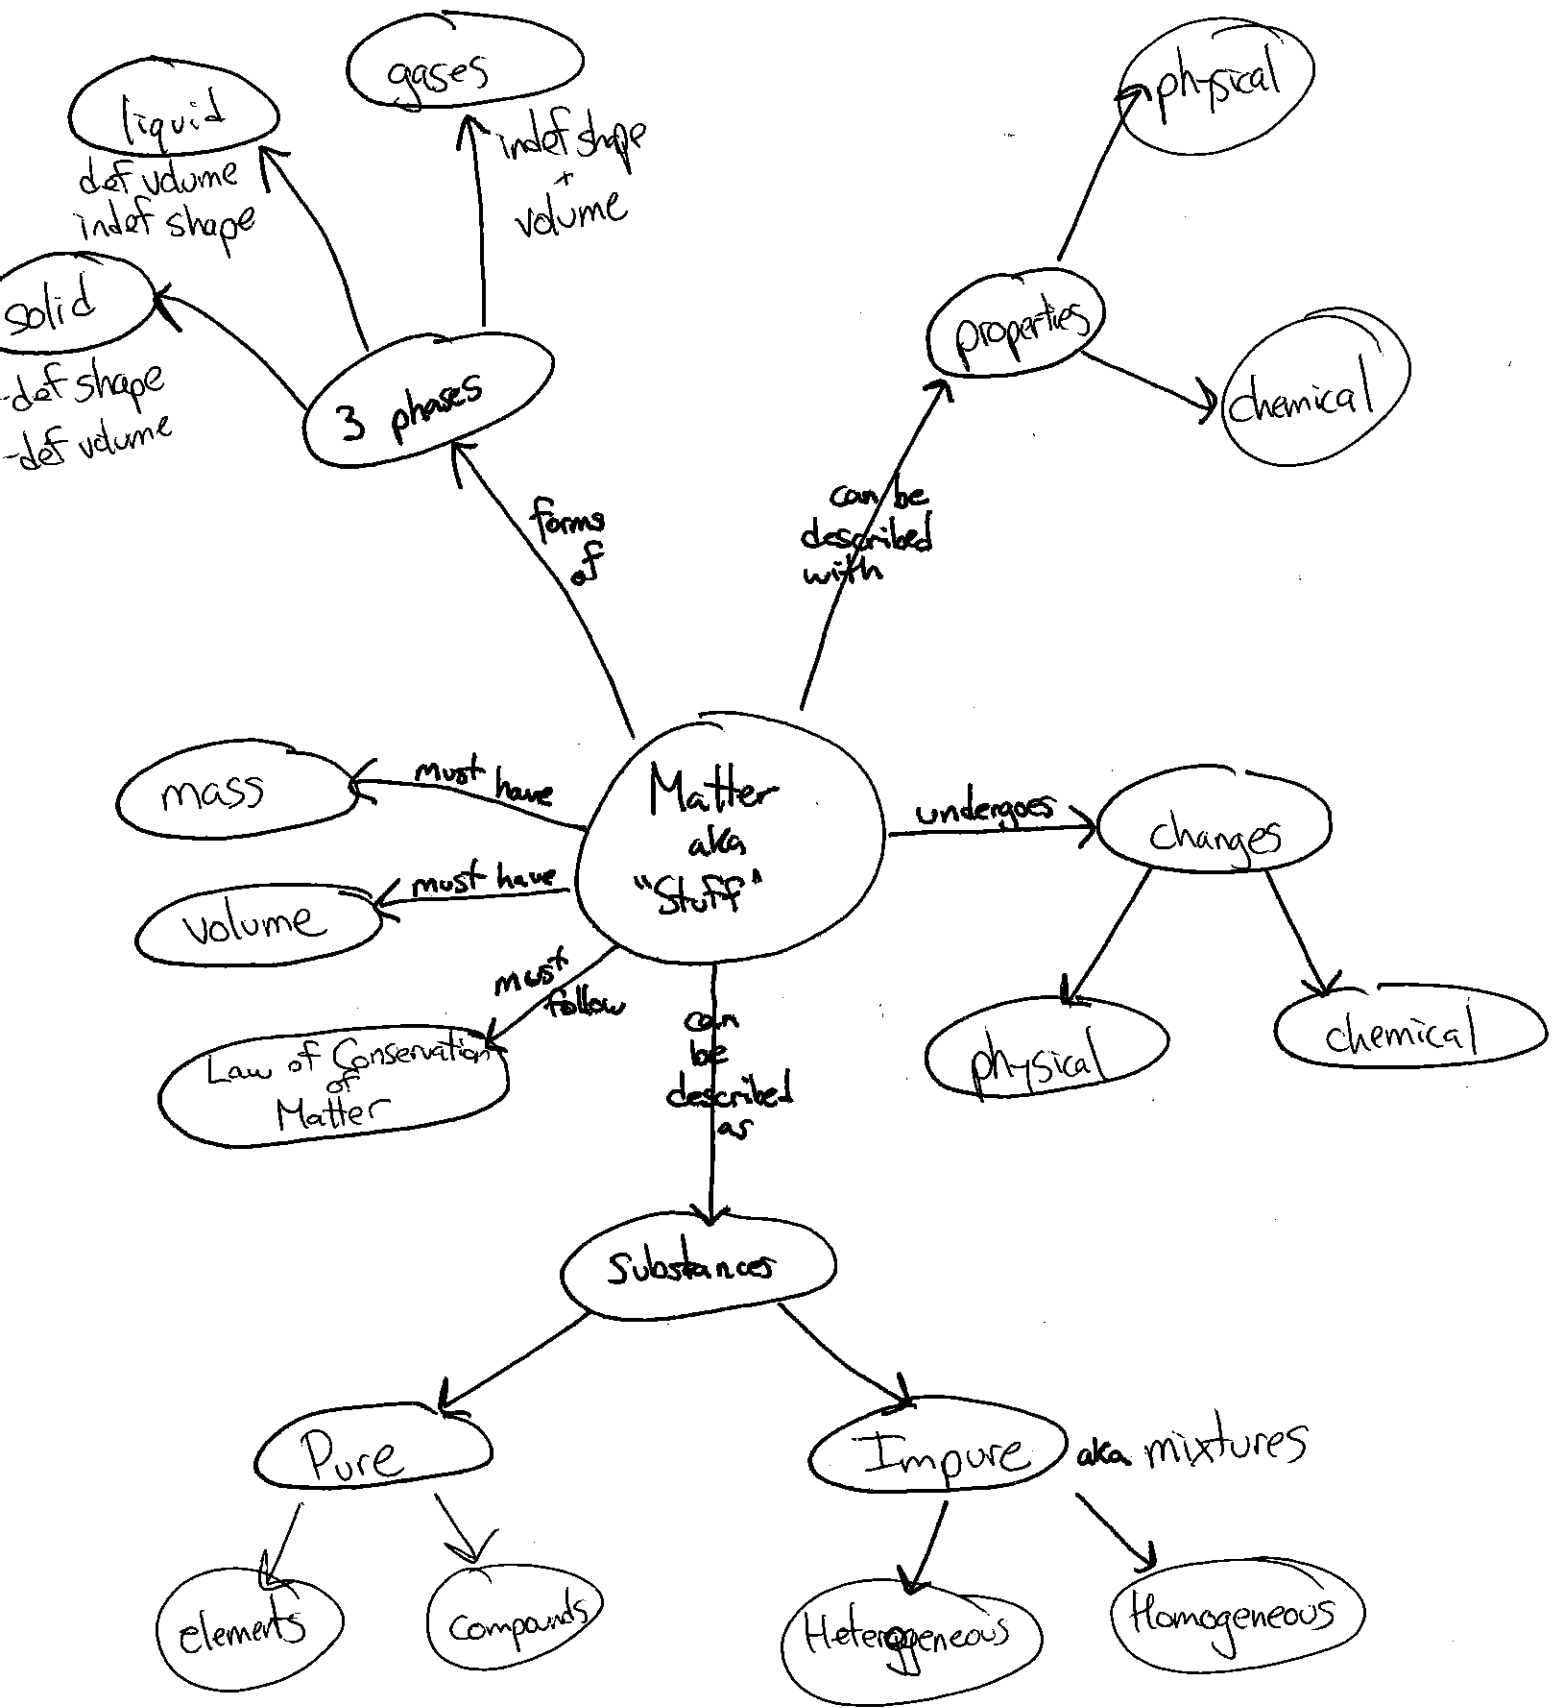 gases
indef shape
+
volume
liquid
def volume
indef shape
solid
-def shape
-def volume
3 phases
forms
of
physical
properties
chemical
can be
described
with
Matter
aka
"Stuff"
must have
mass
must have
volume
must
follow
Law of Conservation
of
Matter
undergoes
changes
physical
chemical
can
be
described
as
Substances
Pure
Impure aka mixtures
elements
compounds
Heterogeneous
Homogeneous